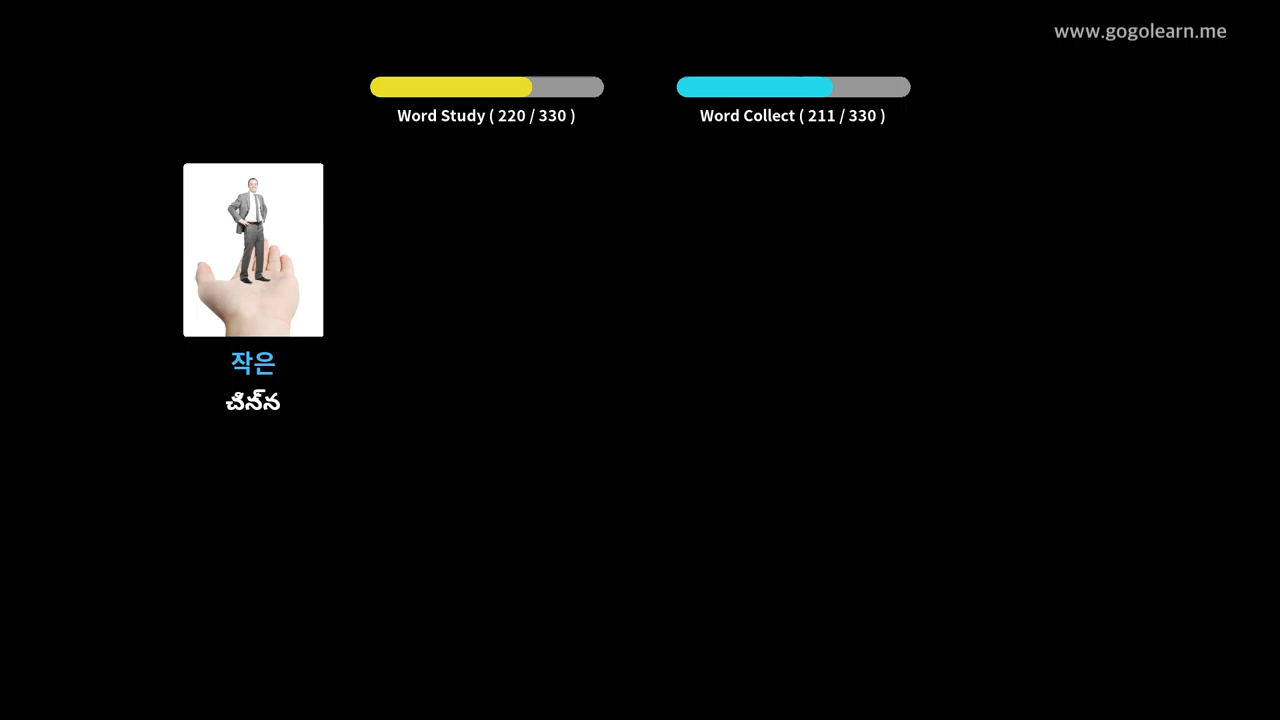 www.gogolearn.me
Word Study ( 220 / 330 )
Word Collect ( 211 / 330 )
작은
చిన్న